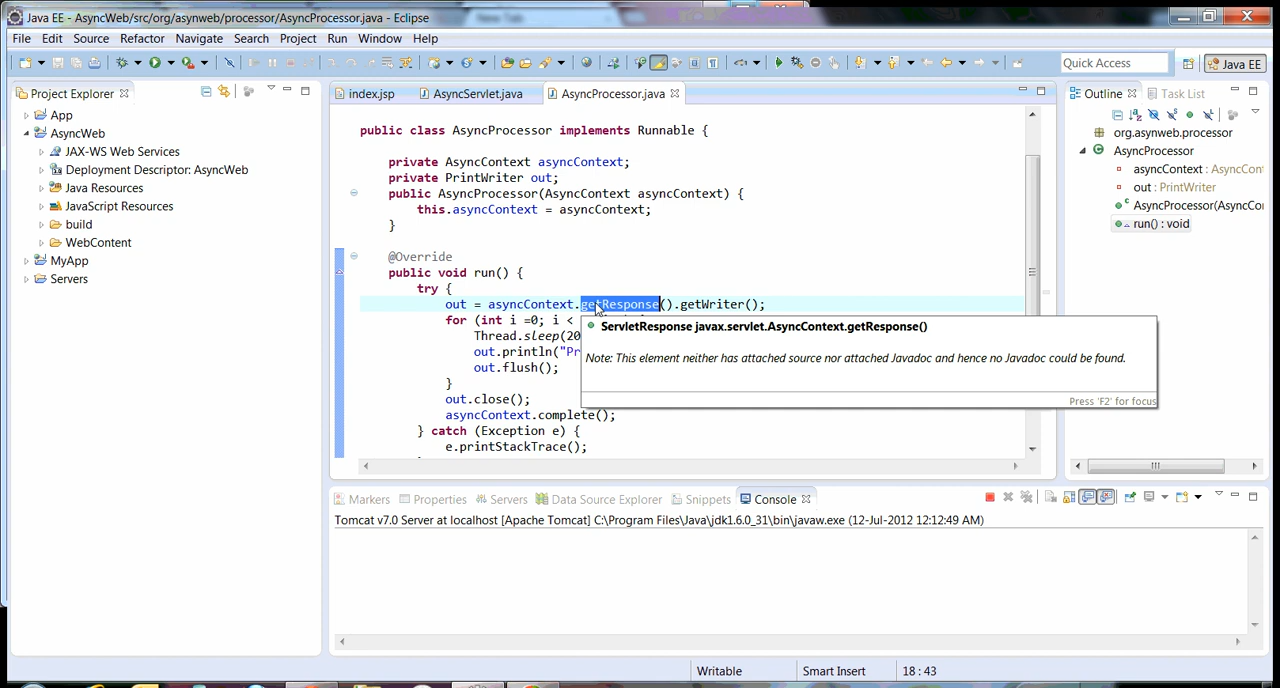 Java EE - AsyncWeb/src/org/asynweb/processor/AsyncProcessor.java - Eclipse
New Tab
File Edit Source Refactor Navigate Search Project Run Window Help
Quick Access
Java EE
Project Explorer
App
AsyncWeb
JAX-WS Web Services
Deployment Descriptor: AsyncWeb
Java Resources
JavaScript Resources
build
WebContent
MyApp
Servers
index.jsp AsyncServlet.java AsyncProcessor.java
public class AsyncProcessor implements Runnable {
private AsyncContext asyncContext;
private PrintWriter out;
public AsyncProcessor(AsyncContext asyncContext) {
this.asyncContext = asyncContext;
}
@Override
public void run() {
try {
out = asyncContext.getResponse().getWriter();
for (int i =0; i <
Thread.sleep(20
out.println("Pr
out.flush();
}
out.close();
asyncContext.complete();
} catch (Exception e) {
e.printStackTrace();
ServletResponse javax.servlet.AsyncContext.getResponse()
Note: This element neither has attached source nor attached Javadoc and hence no Javadoc could be found.
Press 'F2' for focus
Outline Task List
org.asynweb.processor
AsyncProcessor
asyncContext : AsyncCont
out : PrintWriter
AsyncProcessor(AsyncCo
run() : void
Markers Properties Servers Data Source Explorer Snippets Console
Tomcat v7.0 Server at localhost [Apache Tomcat] C:\Program Files\Java\jdk1.6.0_31\bin\javaw.exe (12-Jul-2012 12:12:49 AM)
Writable Smart Insert 18 : 43